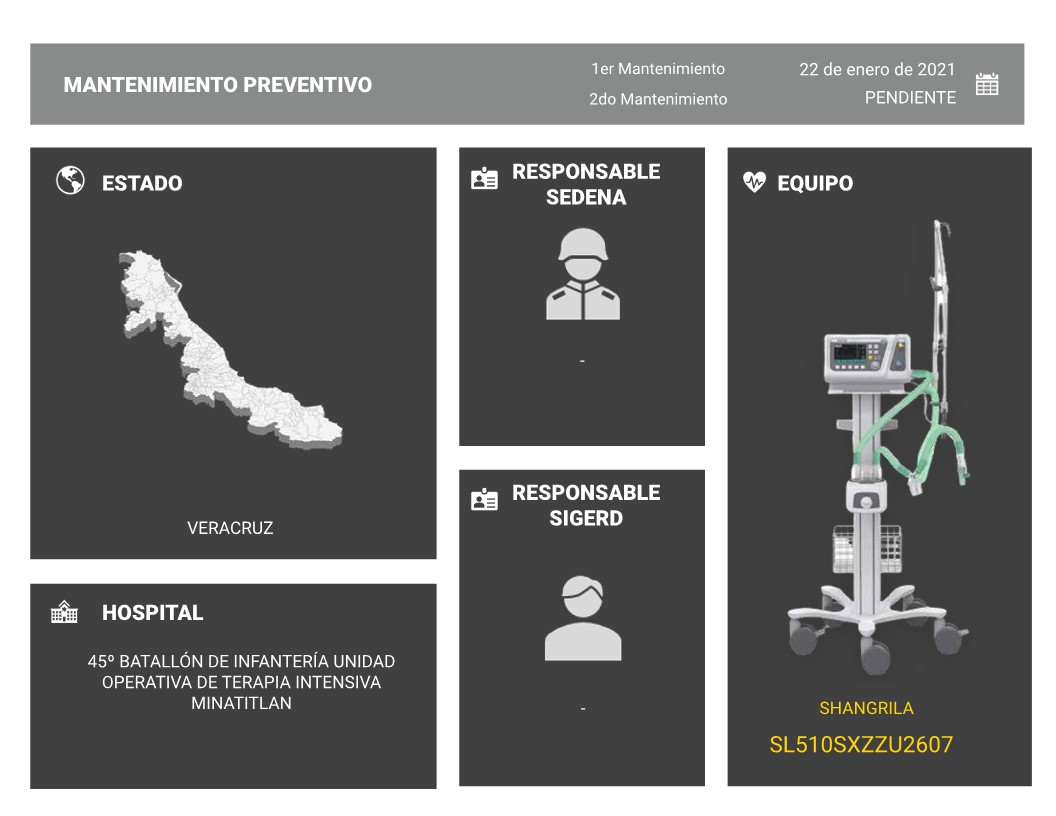 MANTENIMIENTO PREVENTIVO
1er Mantenimiento
22 de enero de 2021
2do Mantenimiento
PENDIENTE
ESTADO
VERACRUZ
HOSPITAL
45º BATALLÓN DE INFANTERÍA UNIDAD
OPERATIVA DE TERAPIA INTENSIVA
MINATITLAN
RESPONSABLE
SEDENA
-
RESPONSABLE
SIGERD
-
EQUIPO
SHANGRILA
SL510SXZZU2607